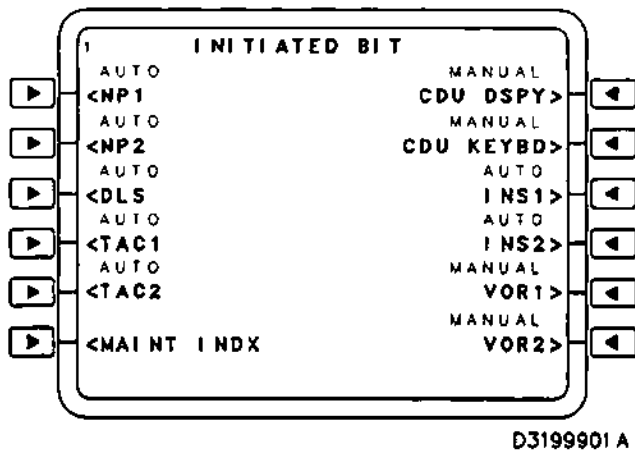 1 INITIATED BIT
AUTO MANUAL
<NP1 CDU DSPY>
AUTO MANUAL
<NP2 CDU KEYBD>
AUTO AUTO
<DLS INS1>
AUTO AUTO
<TAC1 INS2>
AUTO MANUAL
<TAC2 VOR1>
MANUAL
<MAINT INDX VOR2>
D3199901A